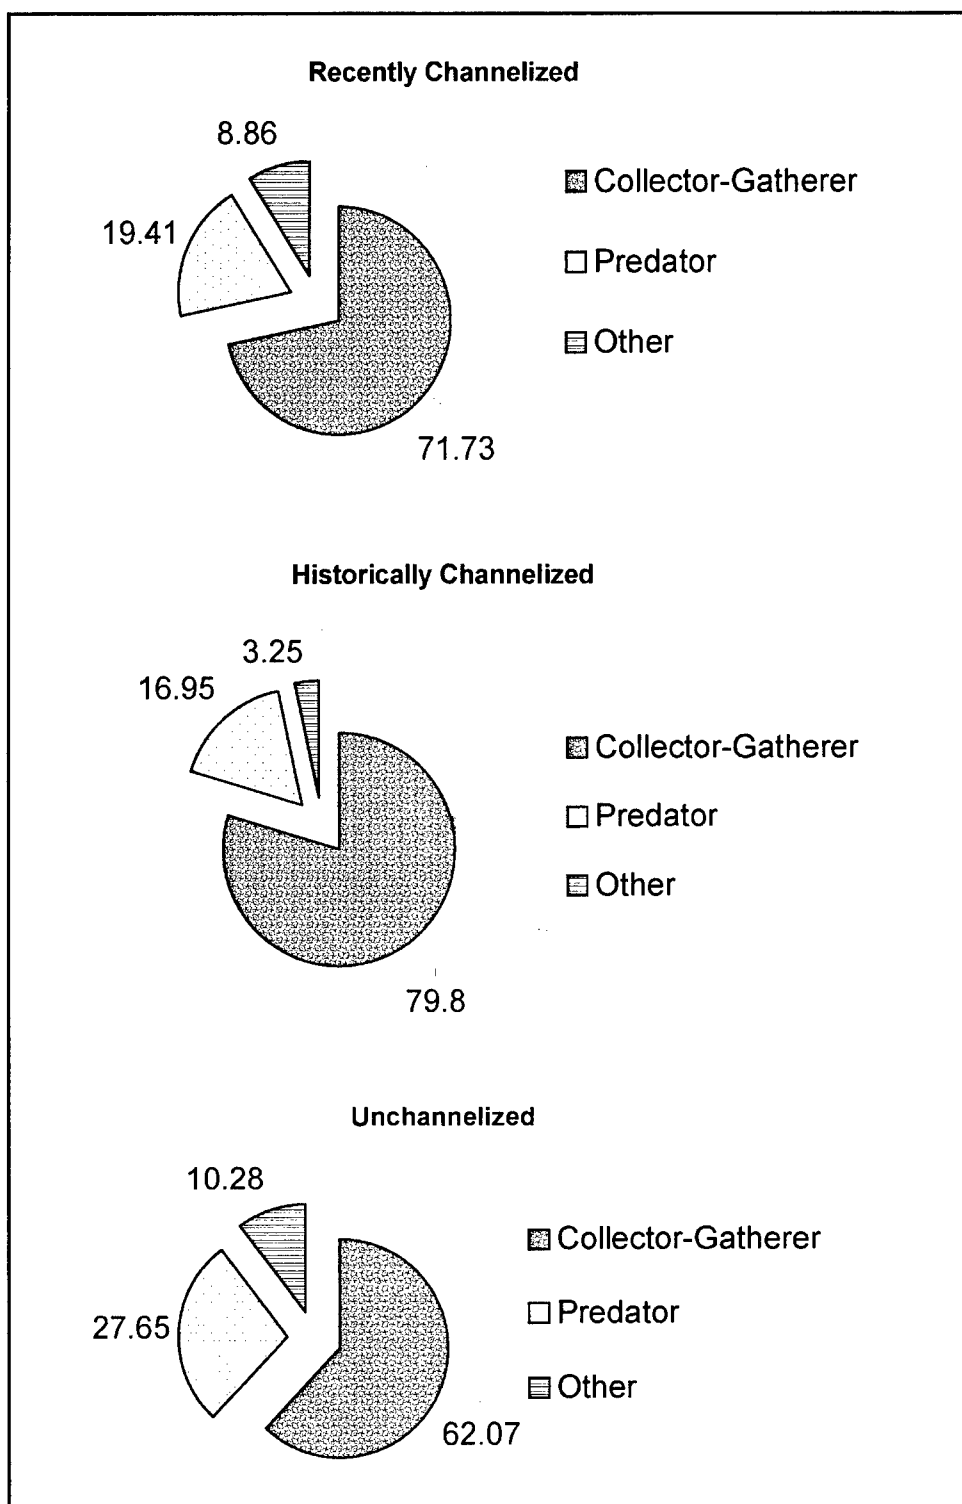 Recently Channelized
8.86
Collector-Gatherer
19.41
Predator
Other
71.73
Historically Channelized
3.25
16.95
Collector-Gatherer
Predator
Other
79.8
Unchannelized
10.28
Collector-Gatherer
27.65
Predator
Other
62.07